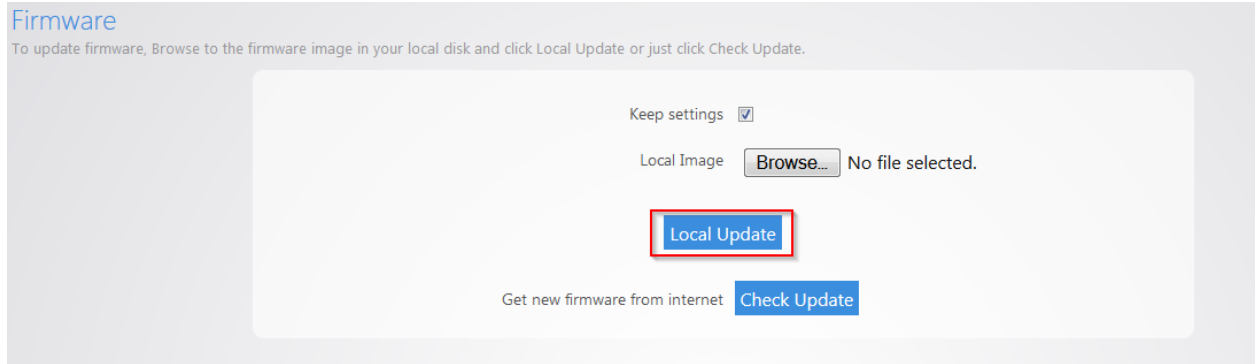 Firmware
To update firmware, Browse to the firmware image in your local disk and click Local Update or just click Check Update.
Keep settings
Local Image Browse... No file selected.
Local Update
Get new firmware from internet Check Update